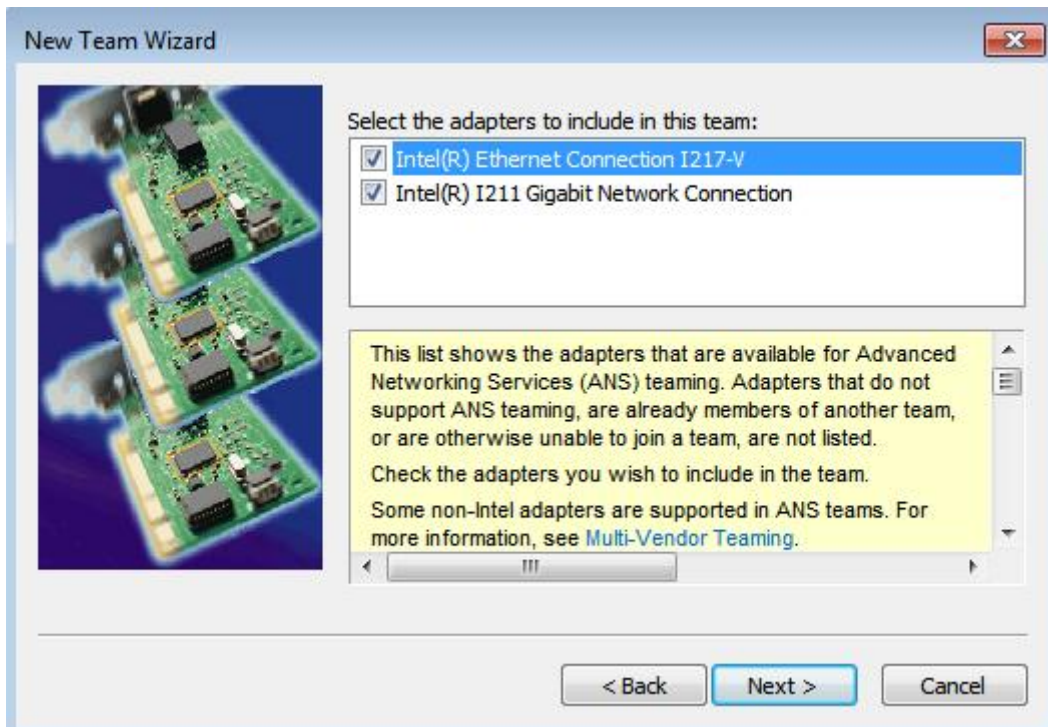 New Team Wizard
Select the adapters to include in this team:
Intel(R) Ethernet Connection I217-V
Intel(R) I211 Gigabit Network Connection
This list shows the adapters that are available for Advanced
Networking Services (ANS) teaming. Adapters that do not
support ANS teaming, are already members of another team,
or are otherwise unable to join a team, are not listed.
Check the adapters you wish to include in the team.
Some non-Intel adapters are supported in ANS teams. For
more information, see Multi-Vendor Teaming.
< Back
Next >
Cancel